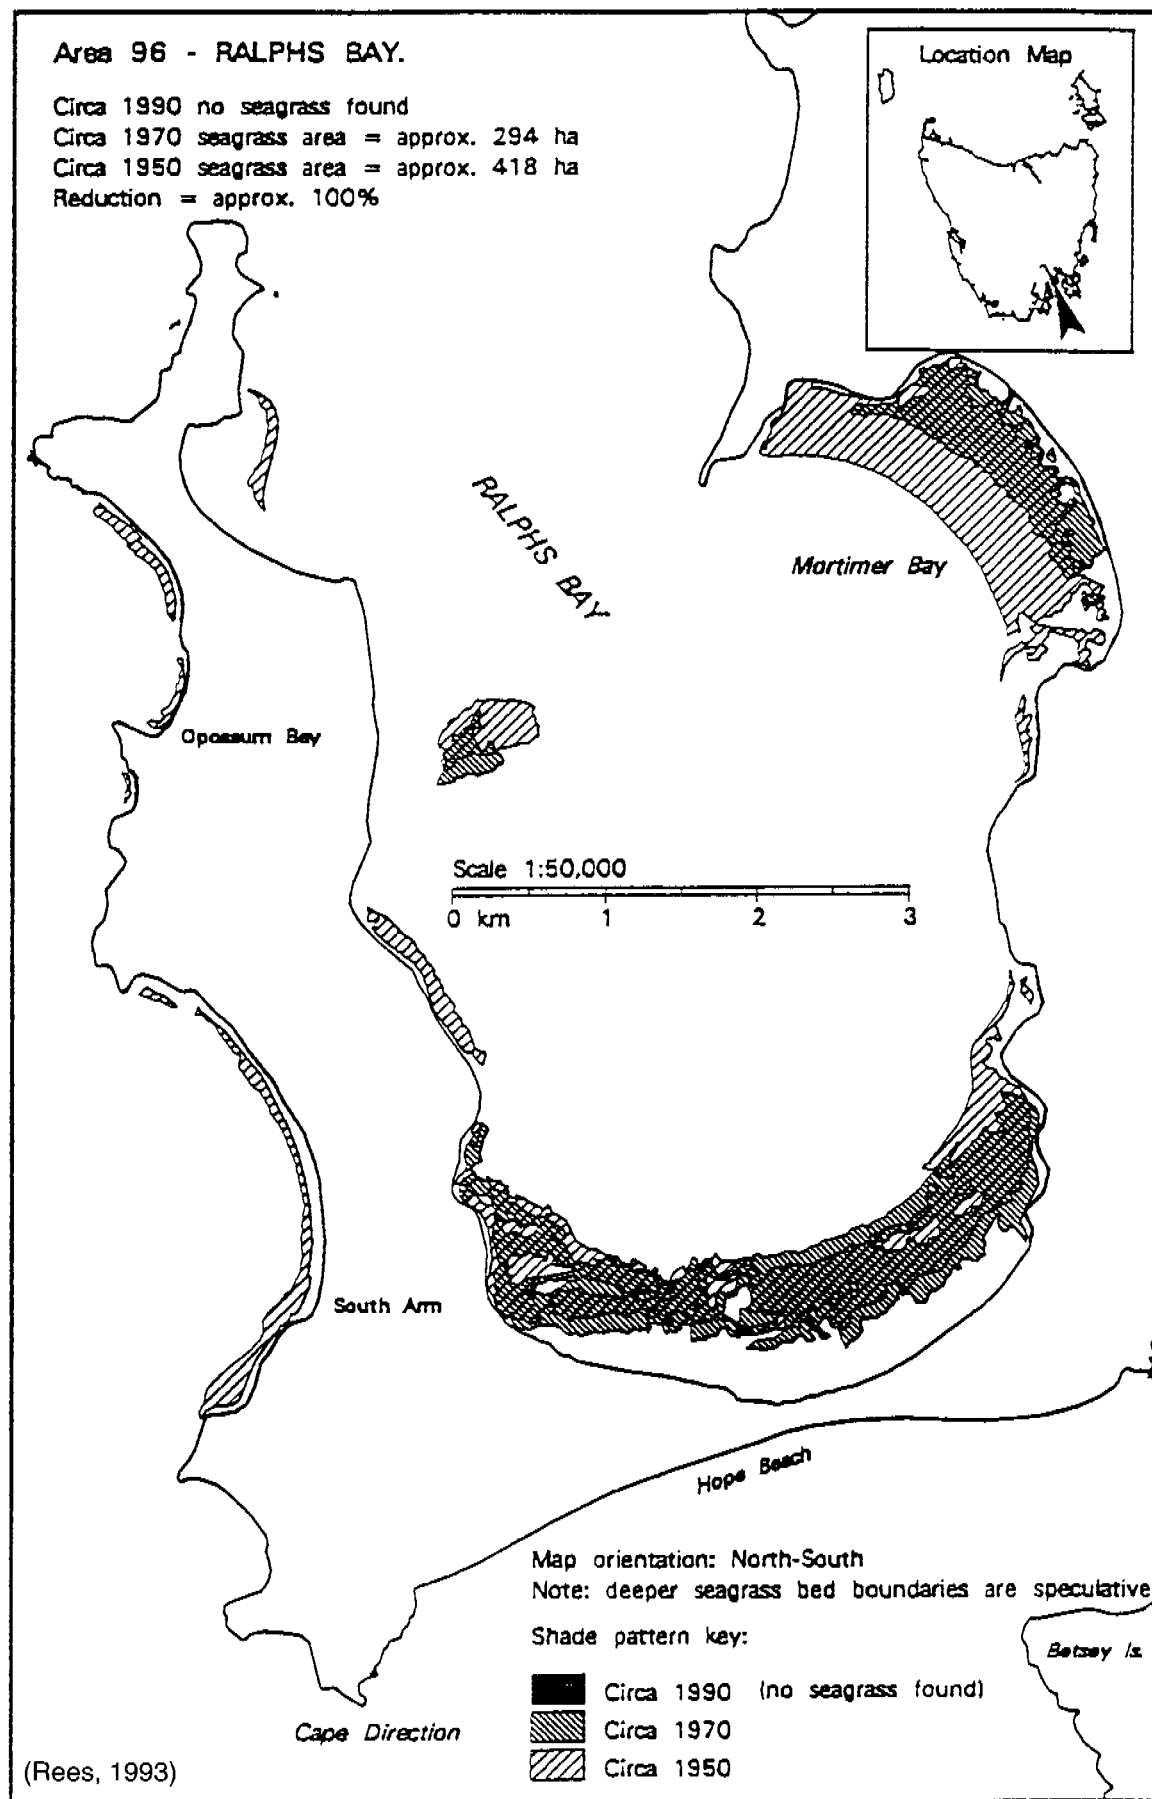 Area 96 - RALPHS BAY.
Circa 1990 no seagrass found
Circa 1970 seagrass area = approx. 294 ha
Circa 1950 seagrass area = approx. 418 ha
Reduction = approx. 100%
Location Map
RALPHS BAY
Mortimer Bay
Opossum Bay
Scale 1:50,000
0 km 1 2 3
South Arm
Hope Beach
Map orientation: North-South
Note: deeper seagrass bed boundaries are speculative
Shade pattern key:
Betsey Is.
Circa 1990 (no seagrass found)
Circa 1970
Circa 1950
Cape Direction
(Rees, 1993)